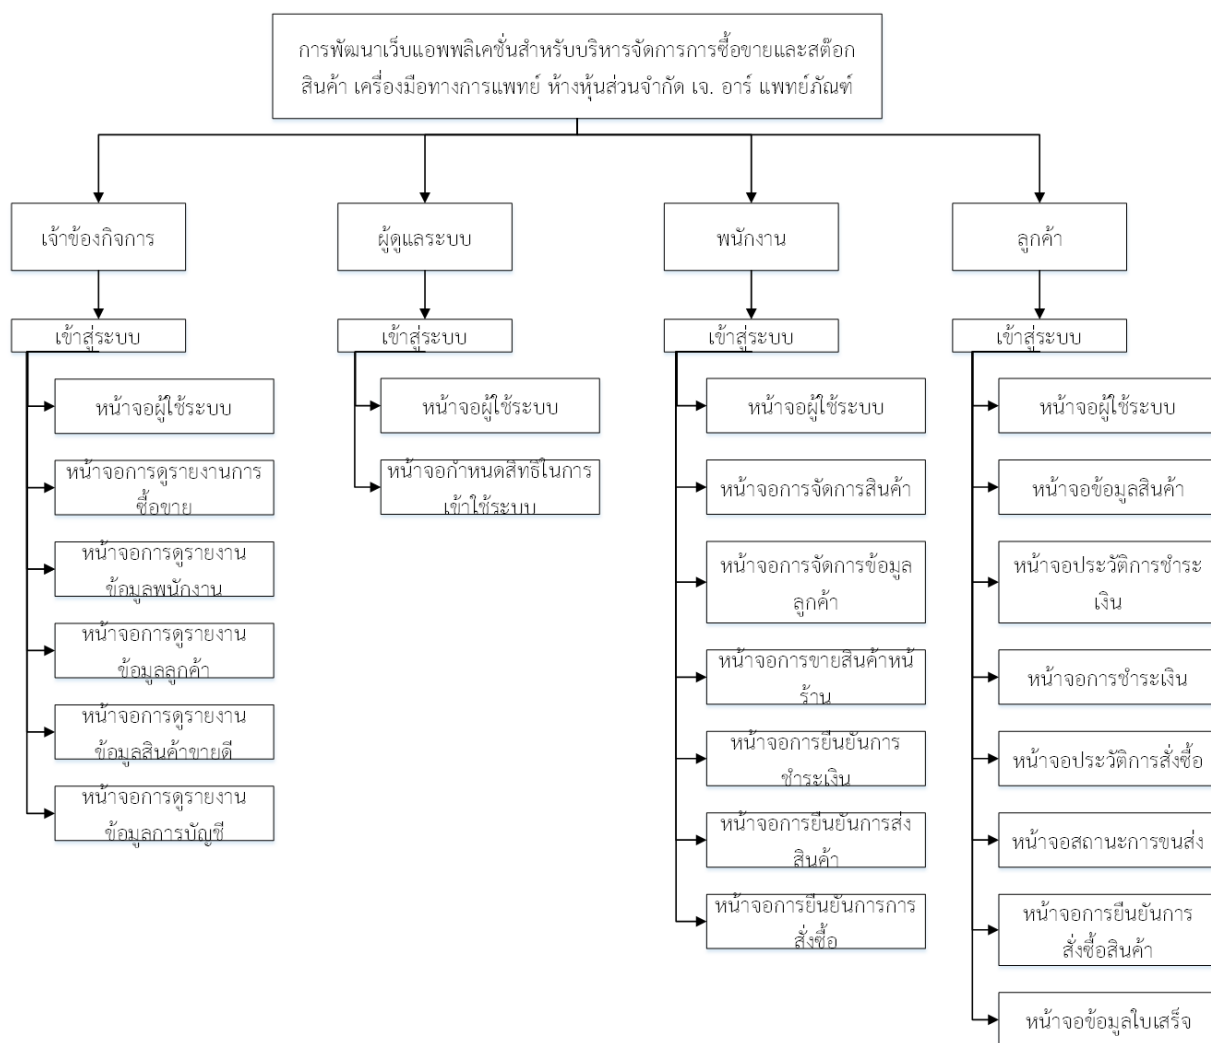 การพัฒนาเว็บแอพพลิเคชั่นสำหรับบริหารจัดการการซื้อขายและสต๊อก
สินค้า เครื่องมือทางการแพทย์ ห้างหุ้นส่วนจำกัด เจ. อาร์ แพทย์ภัณฑ์
เจ้าข้องกิจการ
เข้าสู่ระบบ
หน้าจอผู้ใช้ระบบ
หน้าจอการดูรายงานการ
ซื้อขาย
หน้าจอการดูรายงาน
ข้อมูลพนักงาน
หน้าจอการดูรายงาน
ข้อมูลลูกค้า
หน้าจอการดูรายงาน
ข้อมูลสินค้าขายดี
หน้าจอการดูรายงาน
ข้อมูลการบัญชี
ผู้ดูแลระบบ
เข้าสู่ระบบ
หน้าจอผู้ใช้ระบบ
หน้าจอกำหนดสิทธิในการ
เข้าใช้ระบบ
พนักงาน
เข้าสู่ระบบ
หน้าจอผู้ใช้ระบบ
หน้าจอการจัดการสินค้า
หน้าจอการจัดการข้อมูล
ลูกค้า
หน้าจอการขายสินค้าหน้
ร้าน
หน้าจอการยืนยันการ
ชำระเงิน
หน้าจอการยืนยันการส่ง
สินค้า
หน้าจอการยืนยันการการ
สั่งซื้อ
ลูกค้า
เข้าสู่ระบบ
หน้าจอผู้ใช้ระบบ
หน้าจอข้อมูลสินค้า
หน้าจอประวัติการชำระ
เงิน
หน้าจอการชำระเงิน
หน้าจอประวัติการสั่งซื้อ
หน้าจอสถานะการขนส่ง
หน้าจอการยืนยันการ
สั่งซื้อสินค้า
หน้าจอข้อมูลใบเสร็จ